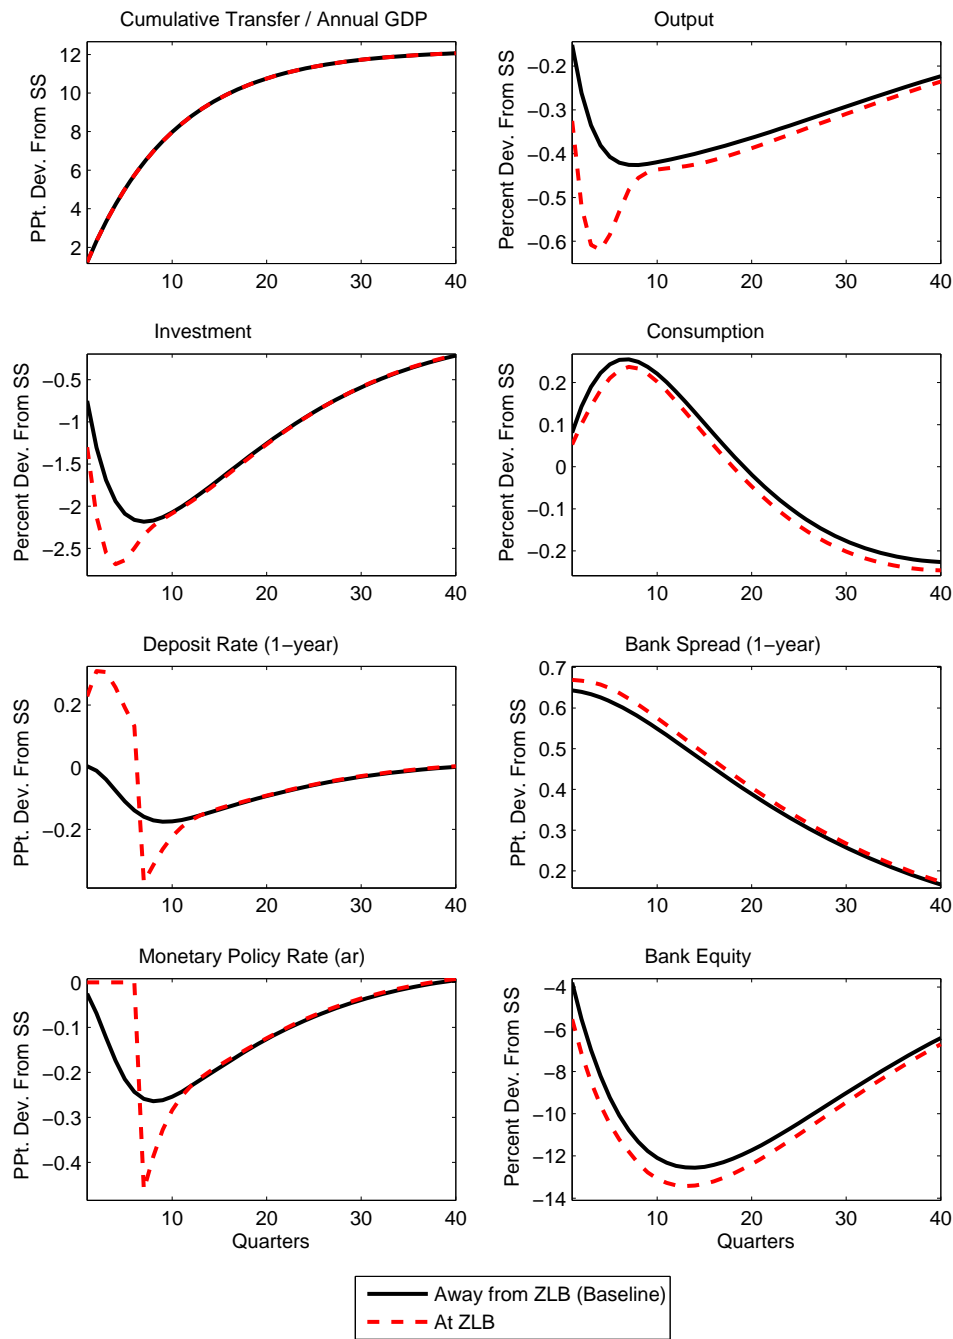 Cumulative Transfer / Annual GDP
PPt. Dev. From SS
12
10
8
6
4
2
10 20 30 40
Output
Percent Dev. From SS
−0.2
−0.3
−0.4
−0.5
−0.6
10 20 30 40
Investment
Percent Dev. From SS
−0.5
−1
−1.5
−2
−2.5
10 20 30 40
Consumption
Percent Dev. From SS
0.2
0.1
0
−0.1
−0.2
10 20 30 40
Deposit Rate (1−year)
PPt. Dev. From SS
0.2
0
−0.2
10 20 30 40
Bank Spread (1−year)
PPt. Dev. From SS
0.7
0.6
0.5
0.4
0.3
0.2
10 20 30 40
Monetary Policy Rate (ar)
PPt. Dev. From SS
0
−0.1
−0.2
−0.3
−0.4
10 20 30 40
Quarters
Bank Equity
Percent Dev. From SS
−4
−6
−8
−10
−12
−14
10 20 30 40
Quarters
Away from ZLB (Baseline)
At ZLB